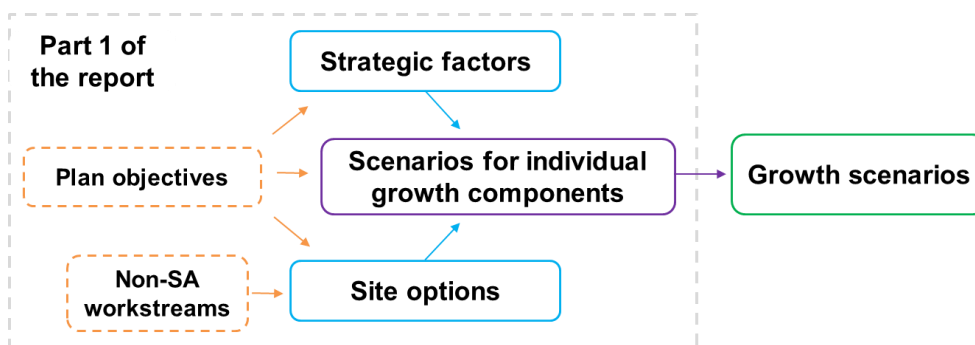 Part 1 of
the report
Strategic factors
Plan objectives
Scenarios for individual
growth components
Growth scenarios
Non-SA
workstreams
Site options